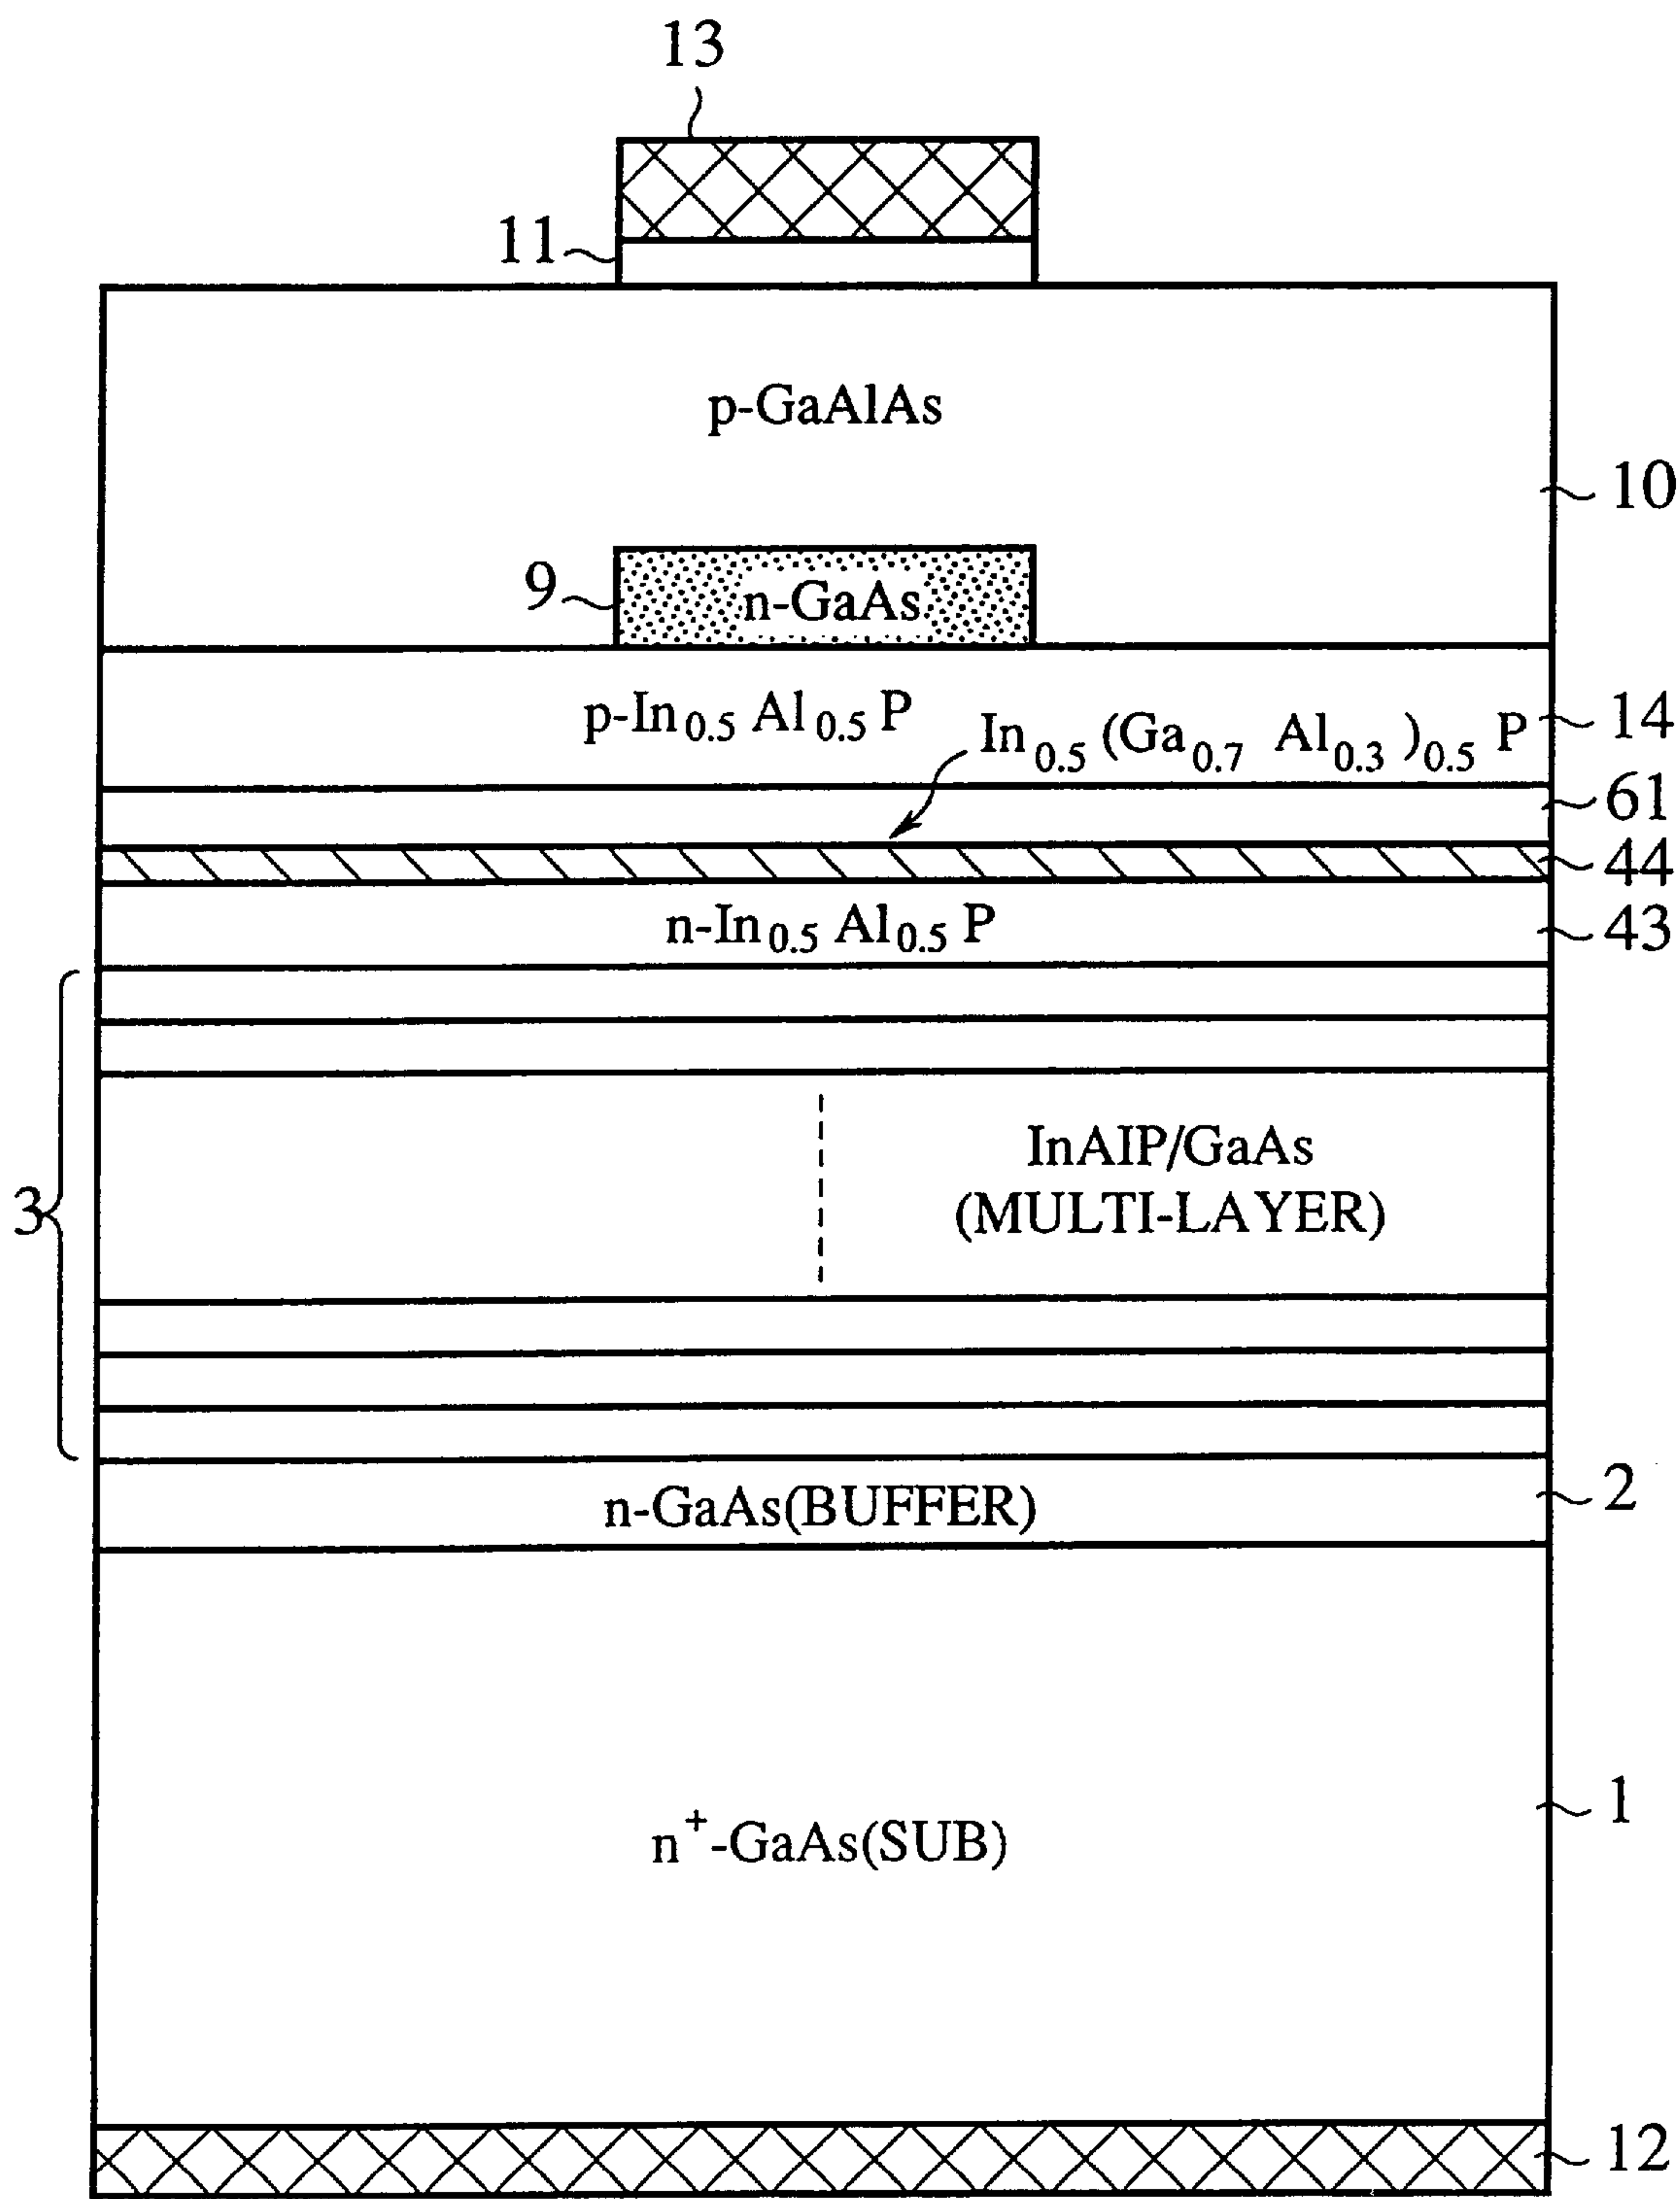 13
11
p-GaAlAs
10
9
n-GaAs
p-In0.5 Al0.5 P
14
In0.5 (Ga0.7 Al0.3 )0.5 P
61
44
n-In0.5 Al0.5 P
43
3
InAIP/GaAs
(MULTI-LAYER)
n-GaAs(BUFFER)
2
1
n+-GaAs(SUB)
12